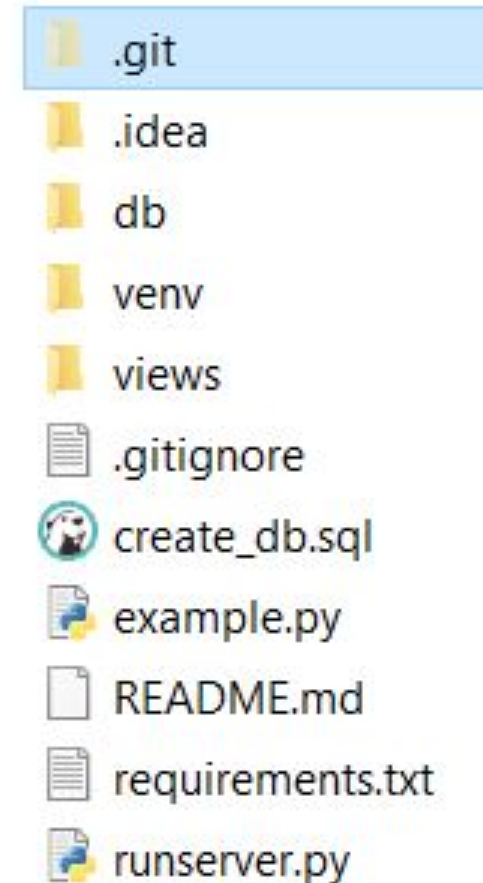 .git
.idea
db
venv
views
.gitignore
create_db.sql
example.py
README.md
requirements.txt
runserver.py